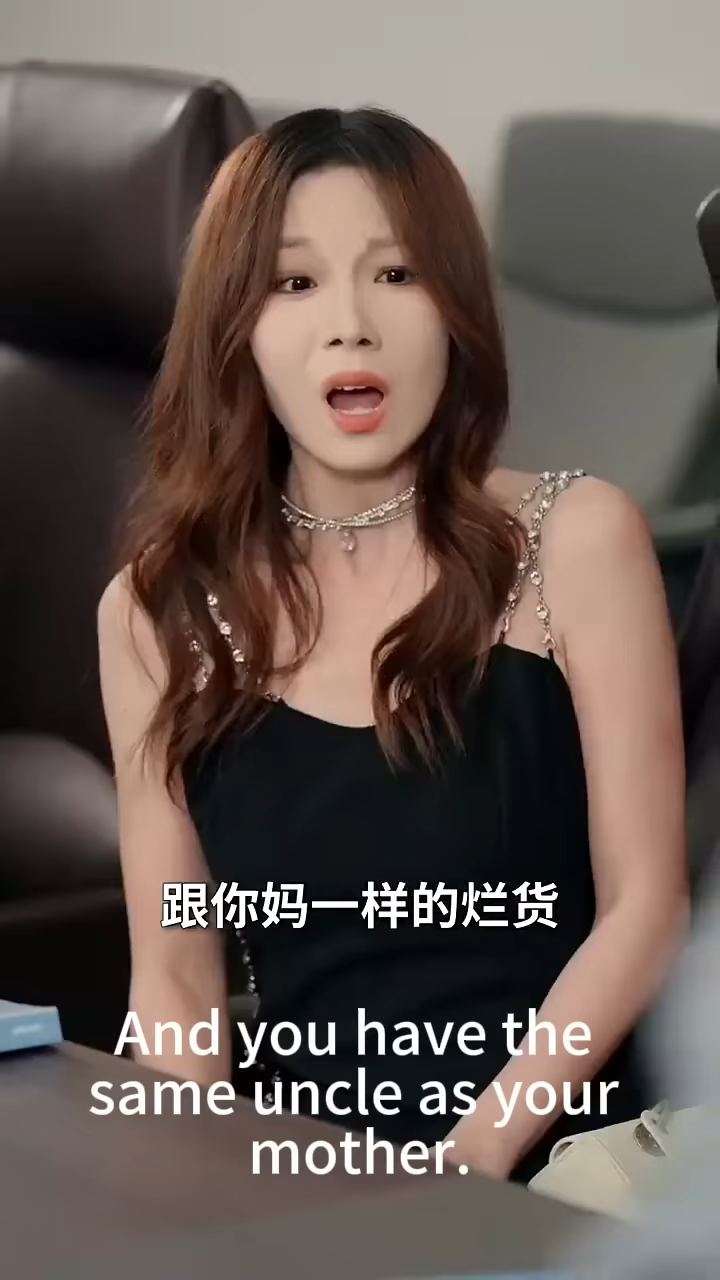 跟你妈一样的烂货
And you have the
same uncle as your
mother.